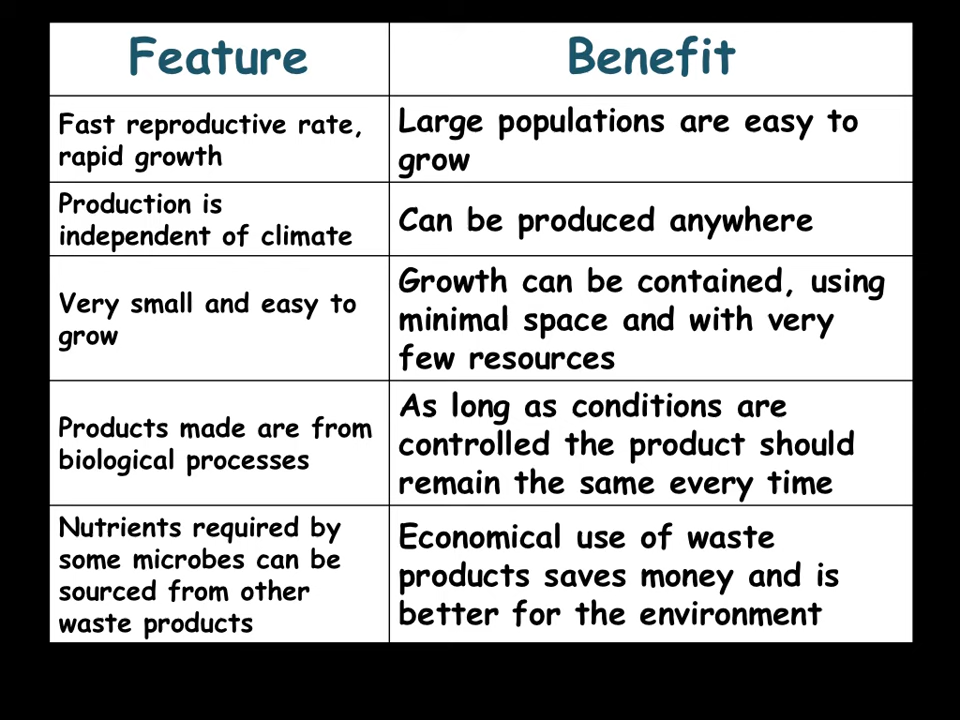 Feature
Benefit
Fast reproductive rate,
rapid growth
Large populations are easy to
grow
Production is
independent of climate
Can be produced anywhere
Very small and easy to
grow
Growth can be contained, using
minimal space and with very
few resources
Products made are from
biological processes
As long as conditions are
controlled the product should
remain the same every time
Nutrients required by
some microbes can be
sourced from other
waste products
Economical use of waste
products saves money and is
better for the environment